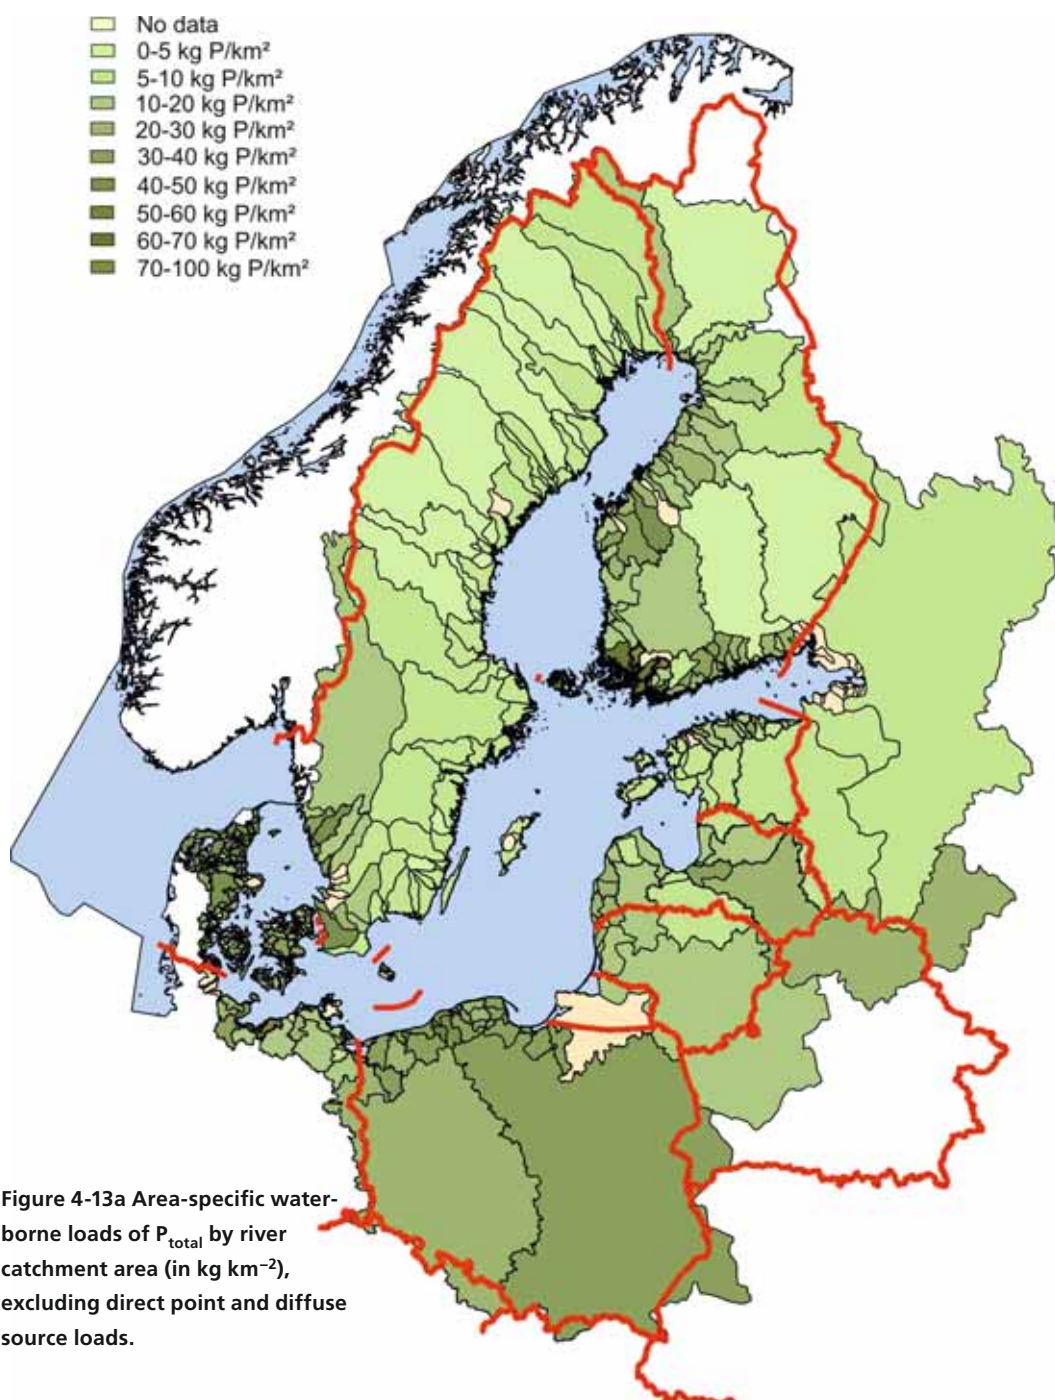 No data
0-5 kg P/km²
5-10 kg P/km²
10-20 kg P/km²
20-30 kg P/km²
30-40 kg P/km²
40-50 kg P/km²
50-60 kg P/km²
60-70 kg P/km²
70-100 kg P/km²
Figure 4-13a Area-specific water-
borne loads of Ptotal by river
catchment area (in kg km⁻²),
excluding direct point and diffuse
source loads.